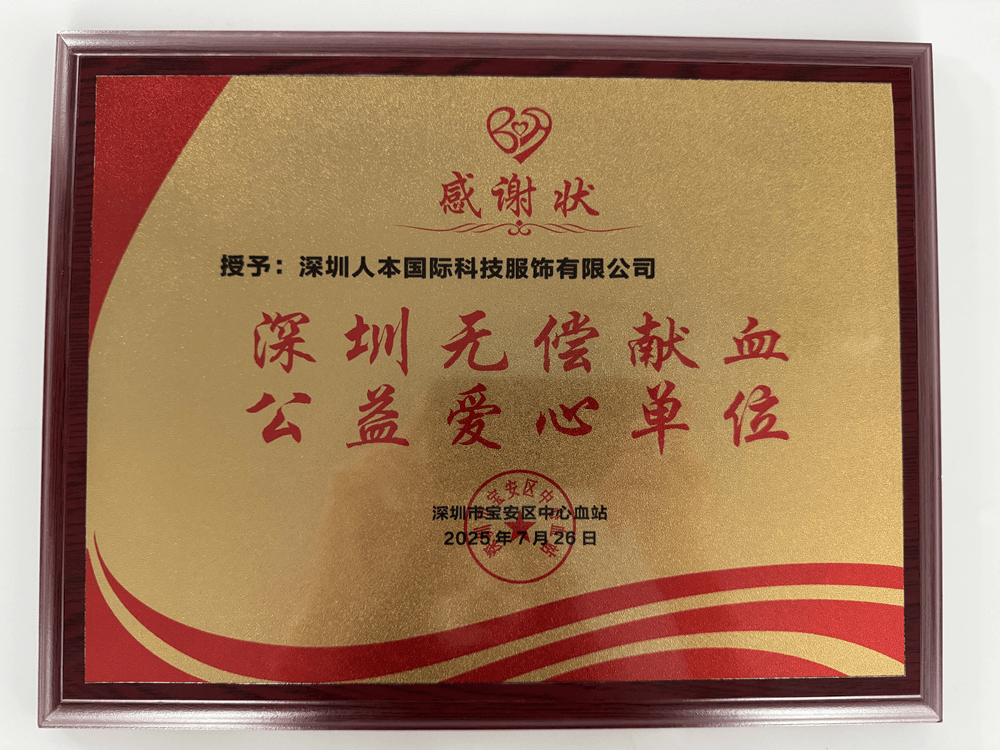 感谢状
授予：深圳人本国际科技服饰有限公司
深圳无偿献血
公益爱心单位
深圳市宝安区中心血站
2025年7月26日